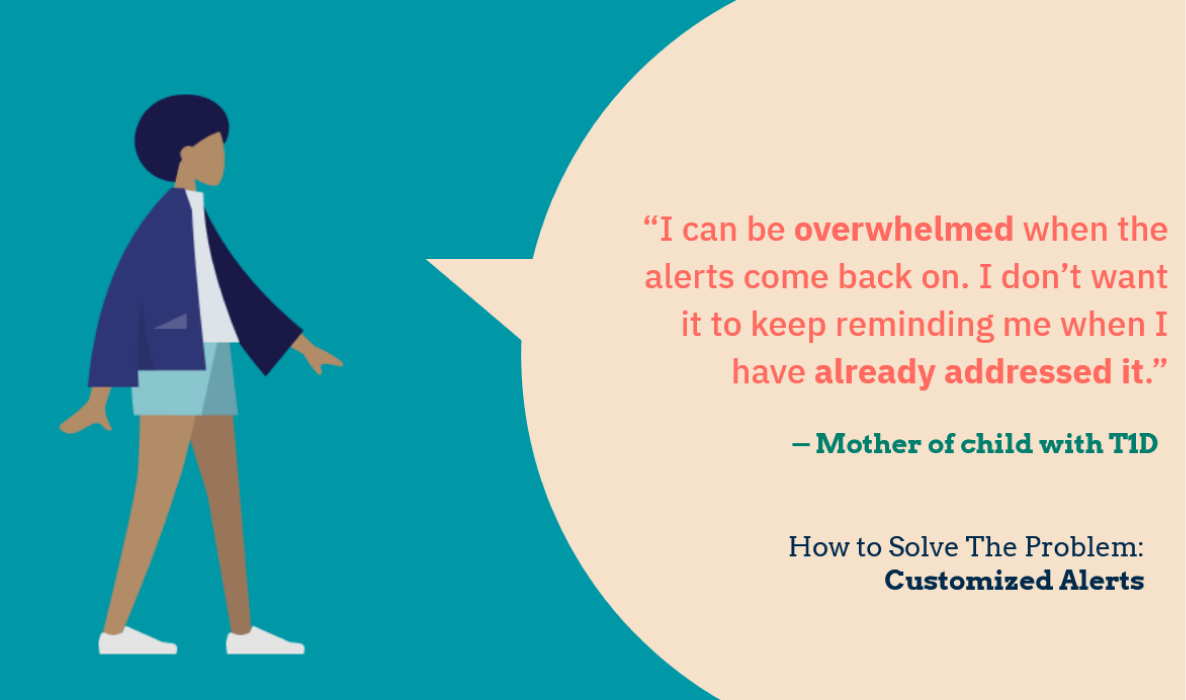 “I can be overwhelmed when the
alerts come back on. I don’t want
it to keep reminding me when I
have already addressed it.”
— Mother of child with T1D
How to Solve The Problem:
Customized Alerts